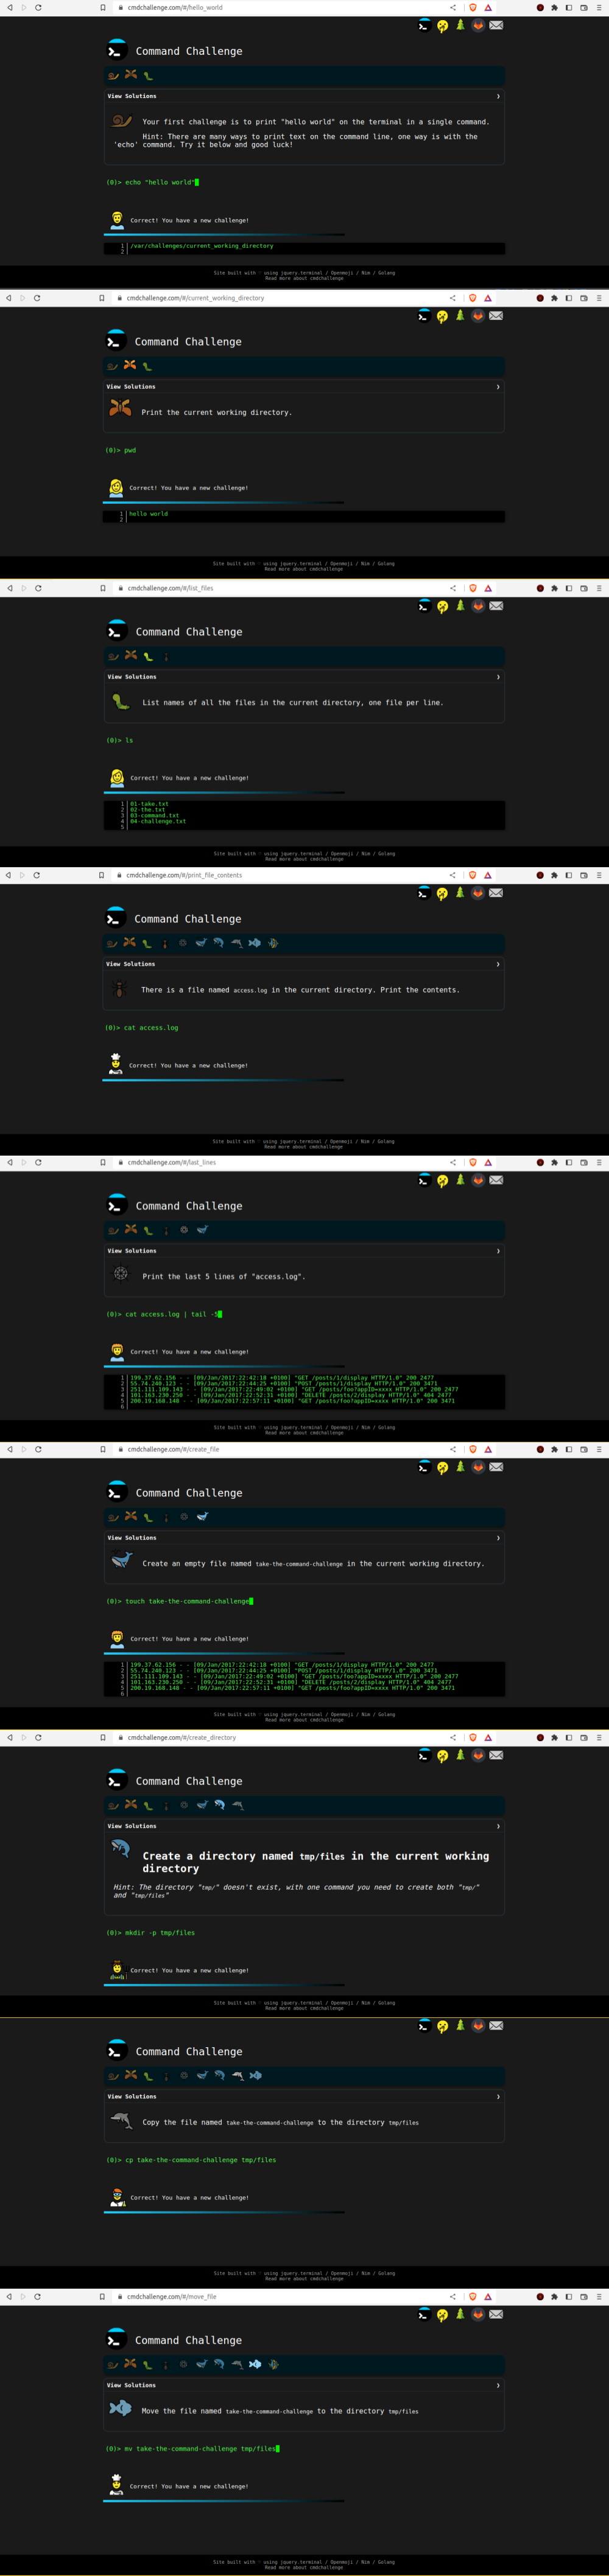 cmdchallenge.com/#/hello_world
Command Challenge
View Solutions
Your first challenge is to print "hello world" on the terminal in a single command.
Hint: There are many ways to print text on the command line, one way is with the
'echo' command. Try it below and good luck!
(0)> echo "hello world"
Correct! You have a new challenge!
1 /var/challenges/current_working_directory
2
Site built with using jquery.terminal / Openmoji / Nim / Golang
Read more about cmdchallenge
cmdchallenge.com/#/current_working_directory
Command Challenge
View Solutions
Print the current working directory.
(0)> pwd
Correct! You have a new challenge!
1 hello world
2
Site built with using jquery.terminal / Openmoji / Nim / Golang
Read more about cmdchallenge
cmdchallenge.com/#/list_files
Command Challenge
View Solutions
List names of all the files in the current directory, one file per line.
(0)> ls
Correct! You have a new challenge!
1 01-take.txt
2 02-the.txt
3 03-command.txt
4 04-challenge.txt
5
Site built with using jquery.terminal / Openmoji / Nim / Golang
Read more about cmdchallenge
cmdchallenge.com/#/print_file_contents
Command Challenge
View Solutions
There is a file named access.log in the current directory. Print the contents.
(0)> cat access.log
Correct! You have a new challenge!
Site built with using jquery.terminal / Openmoji / Nim / Golang
Read more about cmdchallenge
cmdchallenge.com/#/last_lines
Command Challenge
View Solutions
Print the last 5 lines of "access.log".
(0)> cat access.log | tail -5
Correct! You have a new challenge!
1 199.37.62.156 - - [09/Jan/2017:22:42:18 +0100] "GET /posts/1/display HTTP/1.0" 200 2477
2 55.74.240.123 - - [09/Jan/2017:22:44:25 +0100] "POST /posts/1/display HTTP/1.0" 200 3471
3 251.111.109.143 - - [09/Jan/2017:22:49:02 +0100] "GET /posts/foo?appID=xxxx HTTP/1.0" 200 2477
4 101.163.230.250 - - [09/Jan/2017:22:52:31 +0100] "DELETE /posts/2/display HTTP/1.0" 404 2477
5 200.19.168.148 - - [09/Jan/2017:22:57:11 +0100] "GET /posts/foo?appID=xxxx HTTP/1.0" 200 3471
6
Site built with using jquery.terminal / Openmoji / Nim / Golang
Read more about cmdchallenge
cmdchallenge.com/#/create_file
Command Challenge
View Solutions
Create an empty file named take-the-command-challenge in the current working directory.
(0)> touch take-the-command-challenge
Correct! You have a new challenge!
1 199.37.62.156 - - [09/Jan/2017:22:42:18 +0100] "GET /posts/1/display HTTP/1.0" 200 2477
2 55.74.240.123 - - [09/Jan/2017:22:44:25 +0100] "POST /posts/1/display HTTP/1.0" 200 3471
3 251.111.109.143 - - [09/Jan/2017:22:49:02 +0100] "GET /posts/foo?appID=xxxx HTTP/1.0" 200 2477
4 101.163.230.250 - - [09/Jan/2017:22:52:31 +0100] "DELETE /posts/2/display HTTP/1.0" 404 2477
5 200.19.168.148 - - [09/Jan/2017:22:57:11 +0100] "GET /posts/foo?appID=xxxx HTTP/1.0" 200 3471
6
Site built with using jquery.terminal / Openmoji / Nim / Golang
Read more about cmdchallenge
cmdchallenge.com/#/create_directory
Command Challenge
View Solutions
Create a directory named tmp/files in the current working
directory
Hint: The directory "tmp/" doesn't exist, with one command you need to create both "tmp/"
and "tmp/files"
(0)> mkdir -p tmp/files
Correct! You have a new challenge!
Site built with using jquery.terminal / Openmoji / Nim / Golang
Read more about cmdchallenge
Command Challenge
View Solutions
Copy the file named take-the-command-challenge to the directory tmp/files
(0)> cp take-the-command-challenge tmp/files
Correct! You have a new challenge!
Site built with using jquery.terminal / Openmoji / Nim / Golang
Read more about cmdchallenge
cmdchallenge.com/#/move_file
Command Challenge
View Solutions
Move the file named take-the-command-challenge to the directory tmp/files
(0)> mv take-the-command-challenge tmp/files
Correct! You have a new challenge!
Site built with using jquery.terminal / Openmoji / Nim / Golang
Read more about cmdchallenge